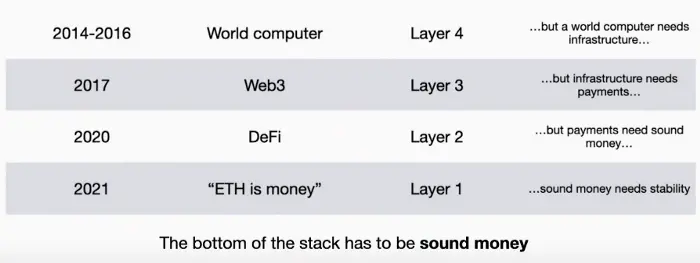 2014-2016 World computer Layer 4 …but a world computer needs infrastructure…
2017 Web3 Layer 3 …but infrastructure needs payments…
2020 DeFi Layer 2 …but payments need sound money…
2021 “ETH is money” Layer 1 …sound money needs stability
The bottom of the stack has to be sound money